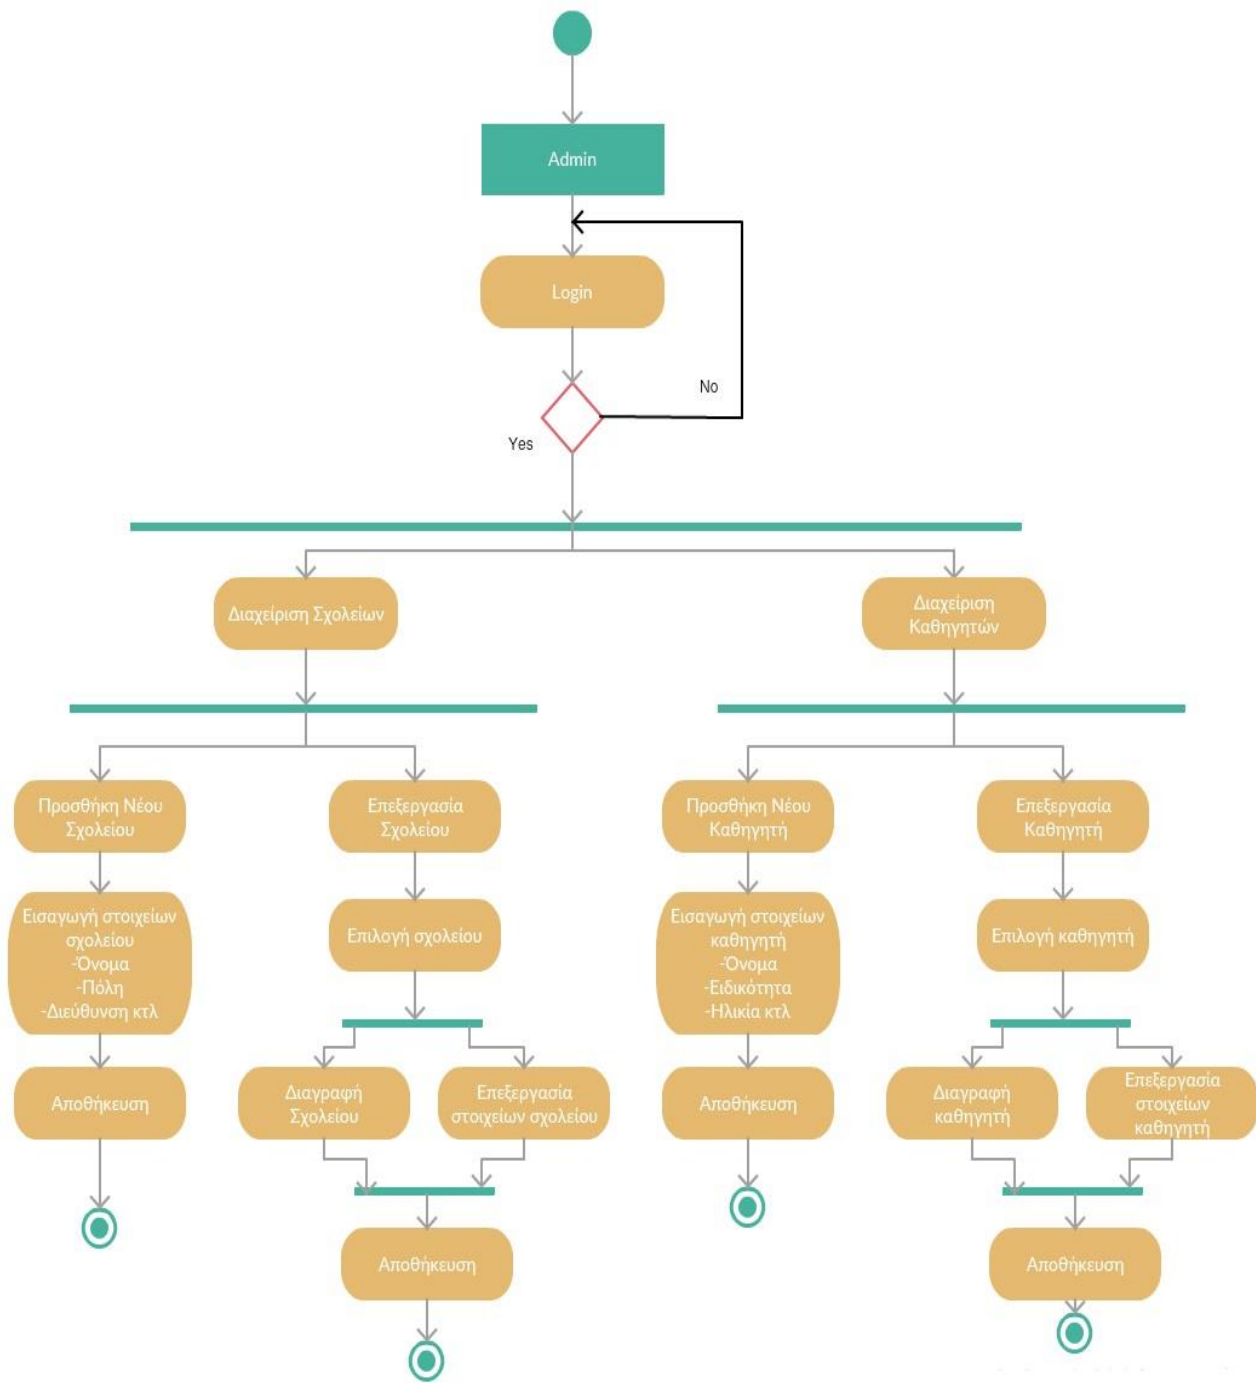 Admin
Login
No
Yes
Διαχείριση Σχολείων
Διαχείριση
Καθηγητών
Προσθήκη Νέου
Σχολείου
Επεξεργασία
Σχολείου
Προσθήκη Νέου
Καθηγητή
Επεξεργασία
Καθηγητή
Εισαγωγή στοιχείων
σχολείου
-Όνομα
-Πόλη
-Διεύθυνση κτλ
Επιλογή σχολείου
Εισαγωγή στοιχείων
καθηγητή
-Όνομα
-Ειδικότητα
-Ηλικία κτλ
Επιλογή καθηγητή
Αποθήκευση
Διαγραφή
Σχολείου
Επεξεργασία
στοιχείων σχολείου
Αποθήκευση
Διαγραφή
καθηγητή
Επεξεργασία
στοιχείων
καθηγητή
Αποθήκευση
Αποθήκευση